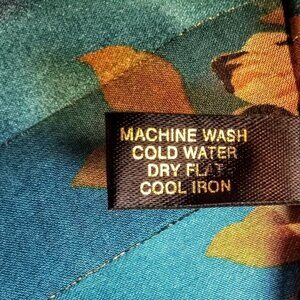 MACHINE WASH
COLD WATER
DRY FLAT
COOL IRON